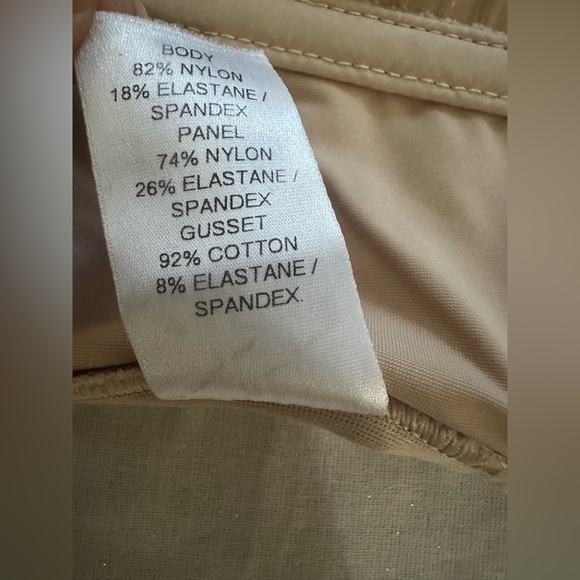 BODY
82% NYLON
18% ELASTANE /
SPANDEX
PANEL
74% NYLON
26% ELASTANE /
SPANDEX
GUSSET
92% COTTON
8% ELASTANE /
SPANDEX.